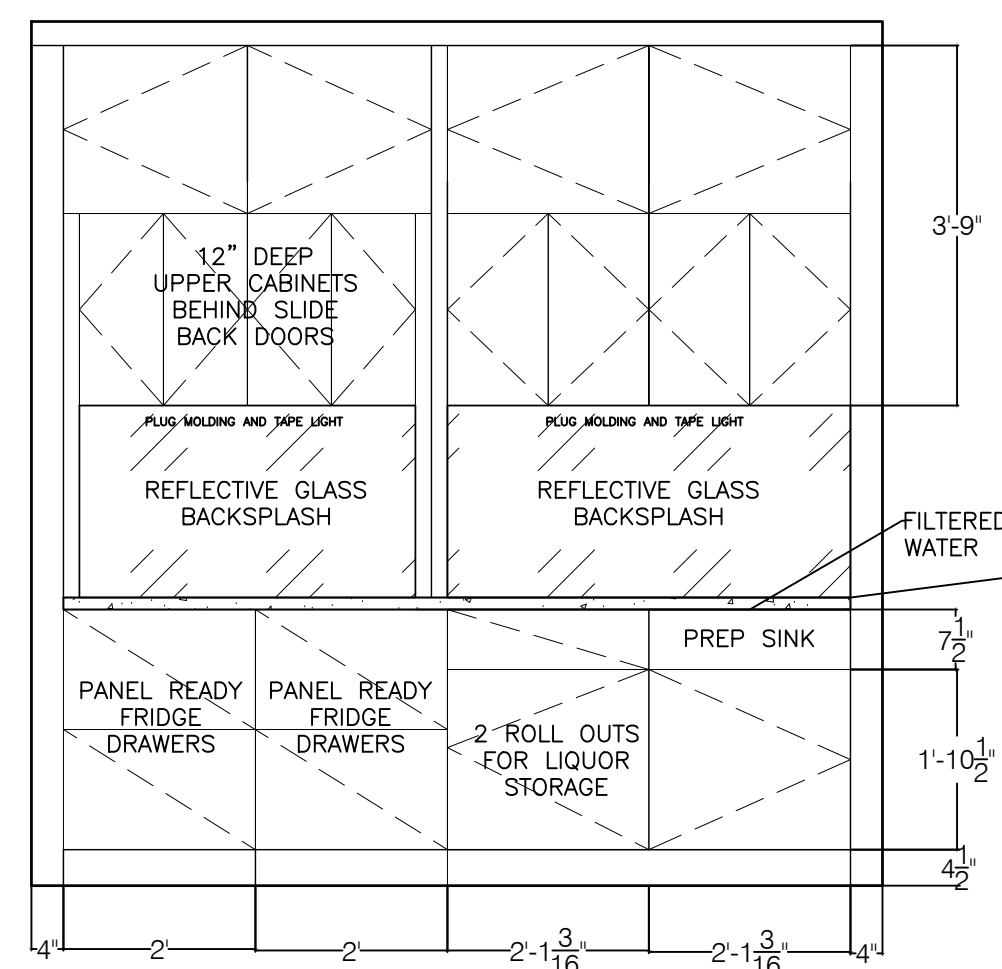 3'-9"
12” DEEP
UPPER CABINETS
BEHIND SLIDE
BACK DOORS
PLUG MOLDING AND TAPE LIGHT
PLUG MOLDING AND TAPE LIGHT
REFLECTIVE GLASS
BACKSPLASH
REFLECTIVE GLASS
BACKSPLASH
FILTERED
WATER
PREP SINK
7 1/2"
PANEL READY
FRIDGE
DRAWERS
PANEL READY
FRIDGE
DRAWERS
2 ROLL OUTS
FOR LIQUOR
STORAGE
1'-10 1/2"
4 1/2"
4" 2' 2' 2'-1 3/16" 2'-1 3/16" 4"